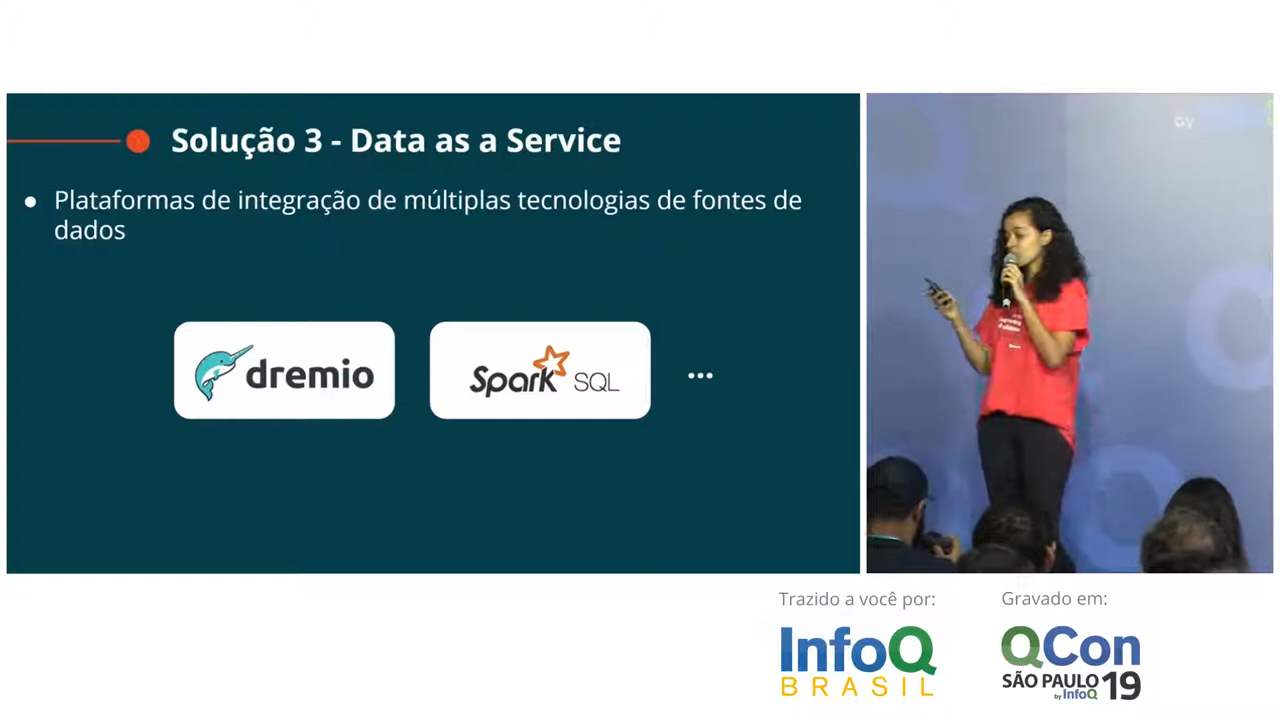 Solução 3 - Data as a Service
● Plataformas de integração de múltiplas tecnologias de fontes de
dados
dremio
Spark SQL
...
by
Trazido a você por:
Gravado em:
InfoQ
BRASIL
QCon
SÃO PAULO 19
by InfoQ